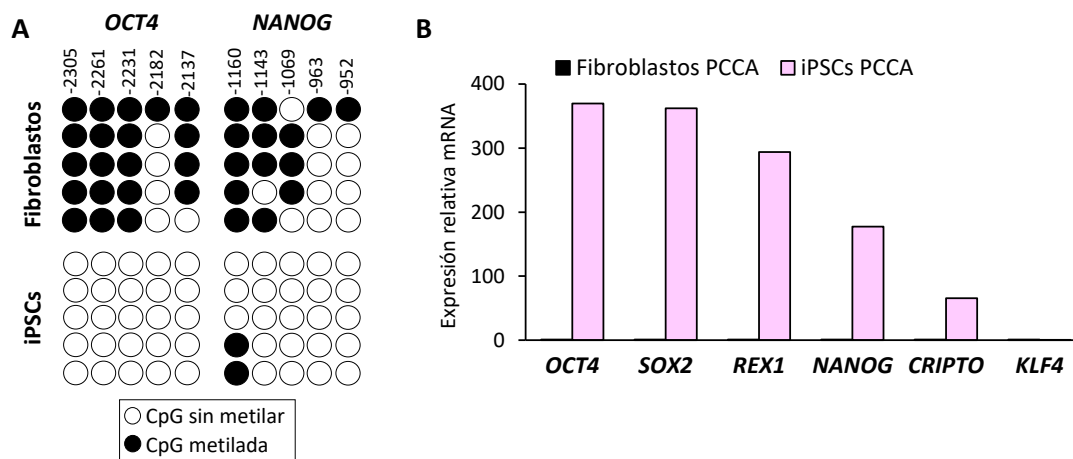 A
OCT4 NANOG
-2305 -2261 -2231 -2182 -2137 -1160 -1143 -1069 -963 -952
Fibroblastos
iPSCs
CpG sin metilar
CpG metilada
B
Fibroblastos PCCA iPSCs PCCA
Expresión relativa mRNA
400
300
200
100
0
OCT4 SOX2 REX1 NANOG CRIPTO KLF4